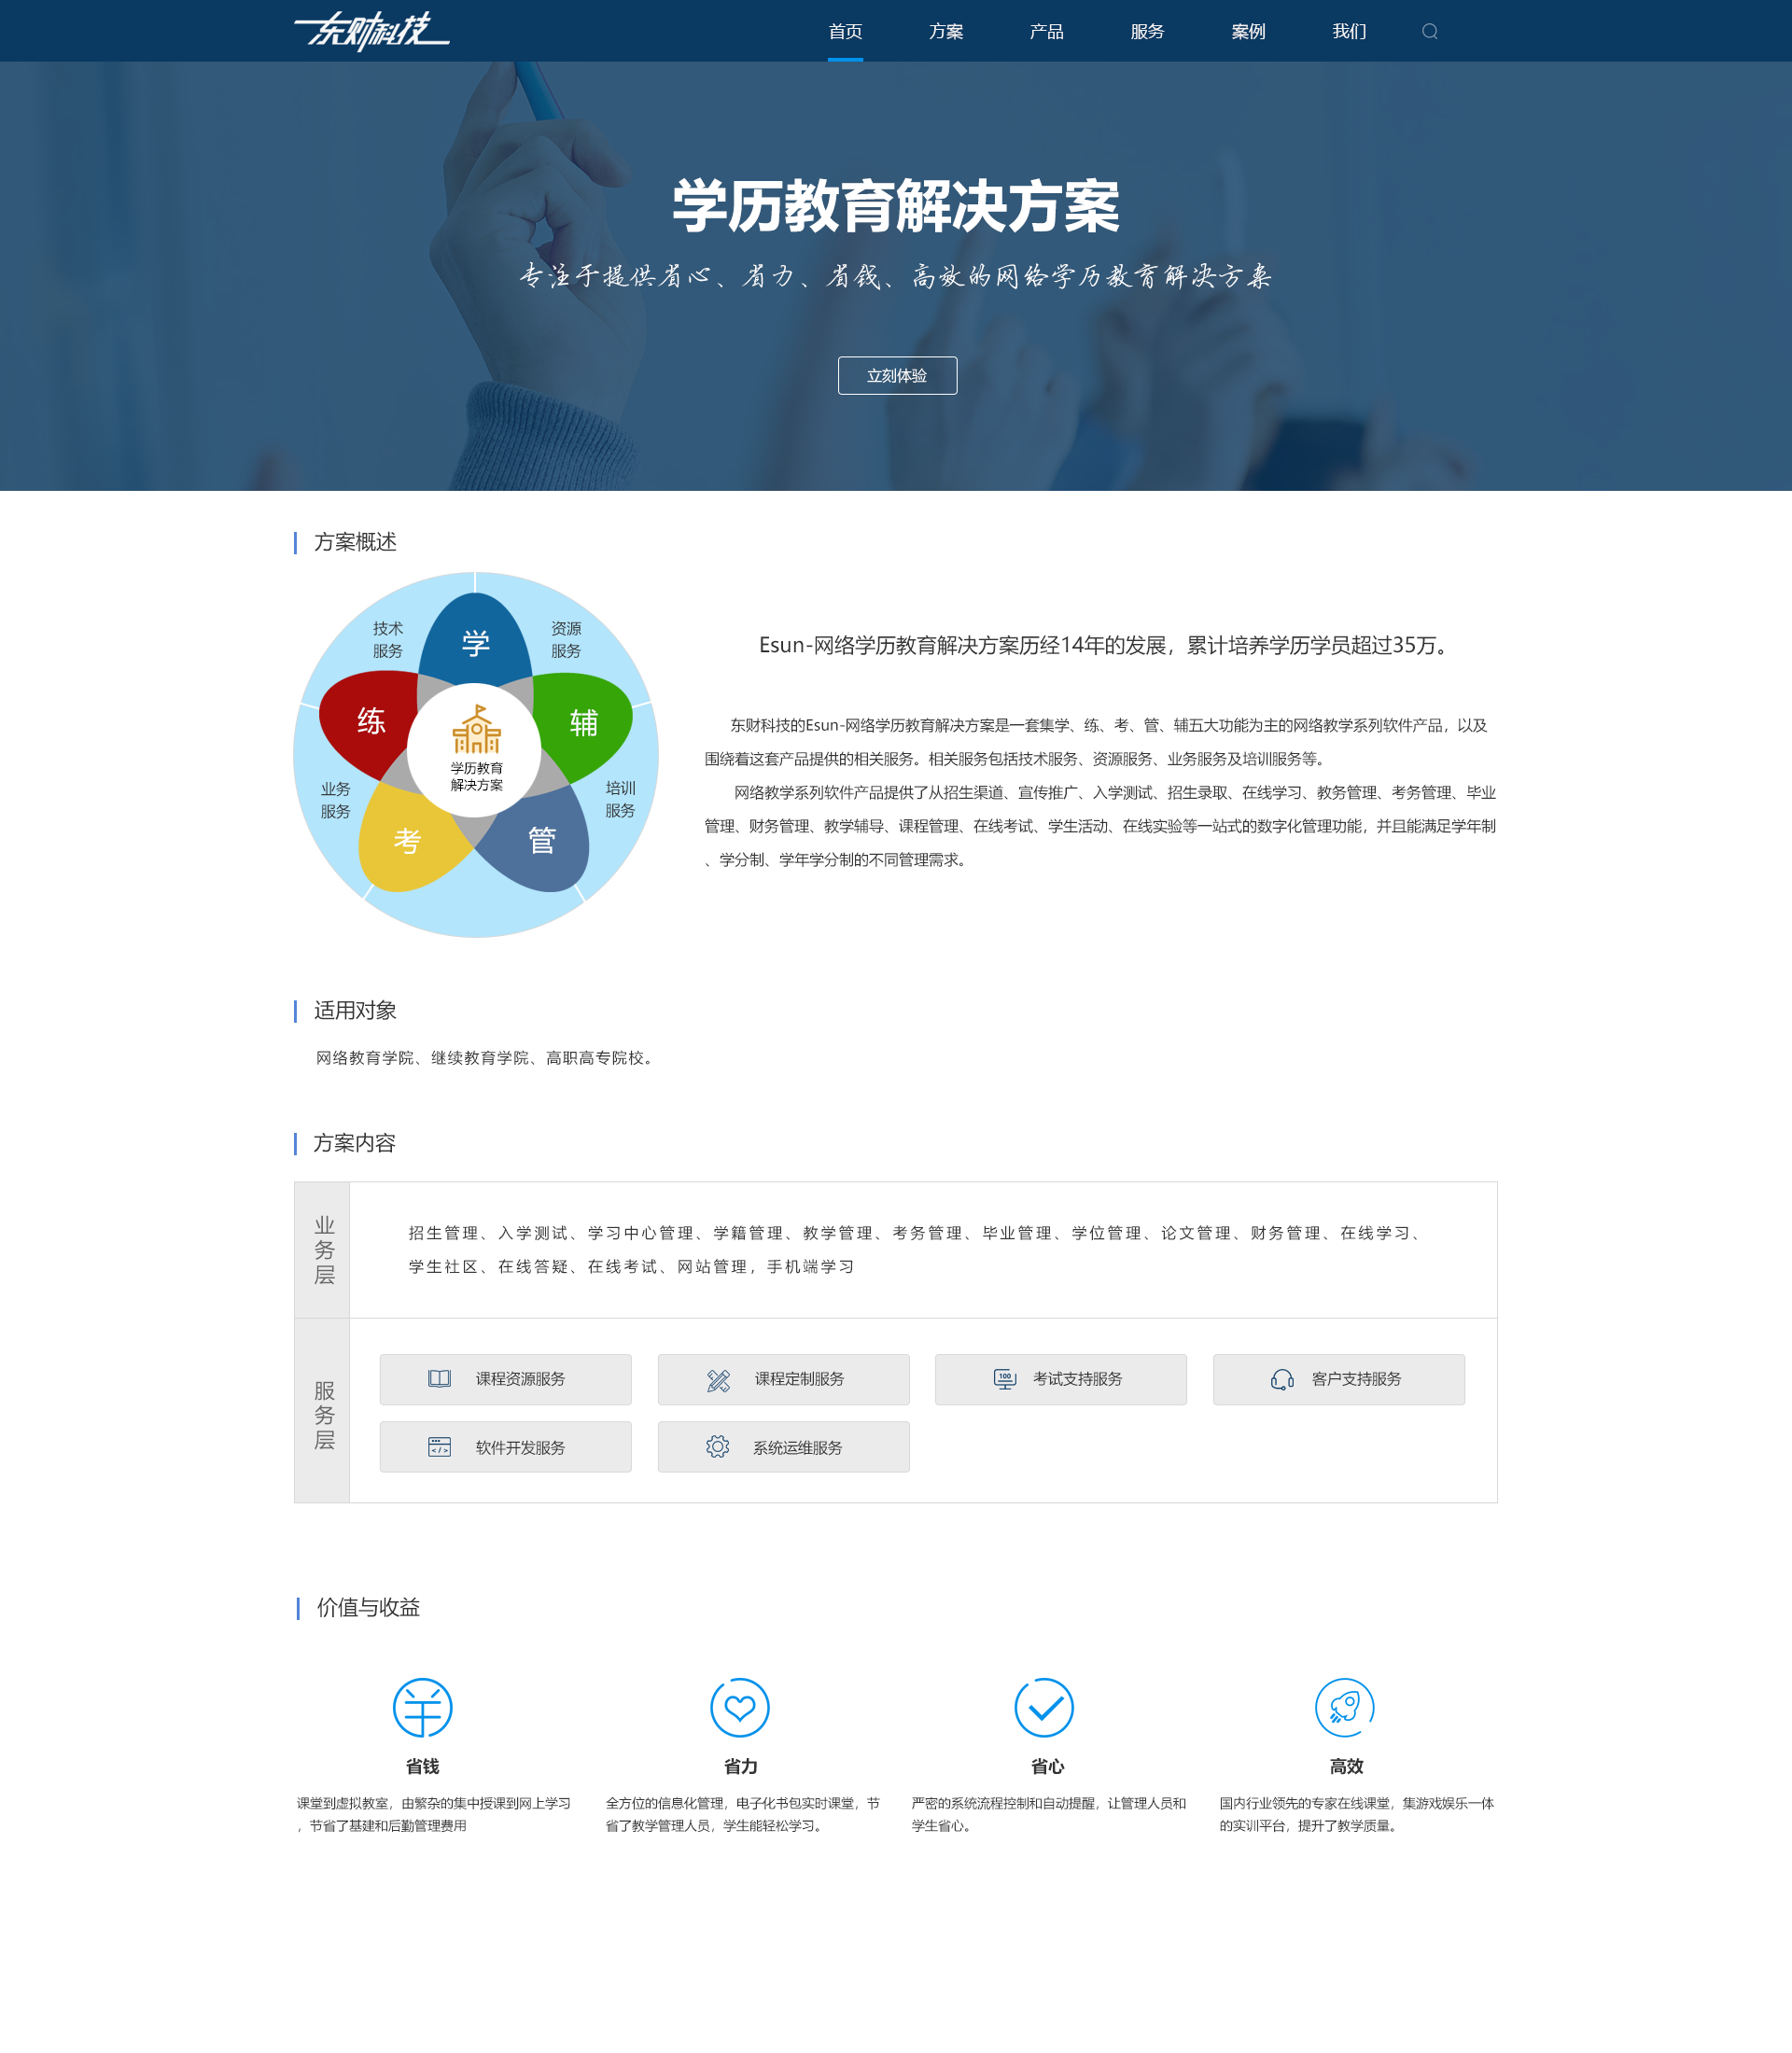 东财科技
首页
方案
产品
服务
案例
我们
学历教育解决方案
专注于提供省心、省力、省钱、高效的网络学历教育解决方案
立刻体验
方案概述
技术
服务
学
资源
服务
练
辅
学历教育
解决方案
业务
服务
培训
服务
考
管
Esun-网络学历教育解决方案历经14年的发展，累计培养学历学员超过35万。
东财科技的Esun-网络学历教育解决方案是一套集学、练、考、管、辅五大功能为主的网络教学系列软件产品，以及
围绕着这套产品提供的相关服务。相关服务包括技术服务、资源服务、业务服务及培训服务等。
网络教学系列软件产品提供了从招生渠道、宣传推广、入学测试、招生录取、在线学习、教务管理、考务管理、毕业
管理、财务管理、教学辅导、课程管理、在线考试、学生活动、在线实验等一站式的数字化管理功能，并且能满足学年制
、学分制、学年学分制的不同管理需求。
适用对象
网络教育学院、继续教育学院、高职高专院校。
方案内容
业务层
招生管理、入学测试、学习中心管理、学籍管理、教学管理、考务管理、毕业管理、学位管理、论文管理、财务管理、在线学习、
学生社区、在线答疑、在线考试、网站管理，手机端学习
服务层
课程资源服务
课程定制服务
100
考试支持服务
客户支持服务
软件开发服务
系统运维服务
价值与收益
省钱
课堂到虚拟教室，由繁杂的集中授课到网上学习
，节省了基建和后勤管理费用
省力
全方位的信息化管理，电子化书包实时课堂，节
省了教学管理人员，学生能轻松学习。
省心
严密的系统流程控制和自动提醒，让管理人员和
学生省心。
高效
国内行业领先的专家在线课堂，集游戏娱乐一体
的实训平台，提升了教学质量。